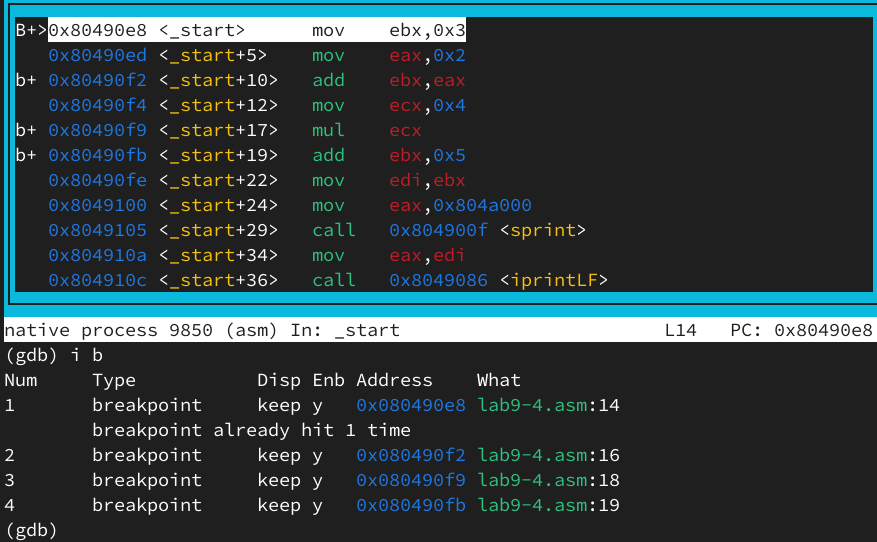 B+>0x80490e8 <_start>      mov    ebx,0x3
    0x80490ed <_start+5>    mov    eax,0x2
b+ 0x80490f2 <_start+10>   add    ebx,eax
    0x80490f4 <_start+12>   mov    ecx,0x4
b+ 0x80490f9 <_start+17>   mul    ecx
b+ 0x80490fb <_start+19>   add    ebx,0x5
    0x80490fe <_start+22>   mov    edi,ebx
    0x8049100 <_start+24>   mov    eax,0x804a000
    0x8049105 <_start+29>   call   0x804900f <sprint>
    0x804910a <_start+34>   mov    eax,edi
    0x804910c <_start+36>   call   0x8049086 <iprintLF>
native process 9850 (asm) In: _start                        L14   PC: 0x80490e8
(gdb) i b
Num     Type           Disp Enb Address    What
1       breakpoint     keep y   0x080490e8 lab9-4.asm:14
        breakpoint already hit 1 time
2       breakpoint     keep y   0x080490f2 lab9-4.asm:16
3       breakpoint     keep y   0x080490f9 lab9-4.asm:18
4       breakpoint     keep y   0x080490fb lab9-4.asm:19
(gdb)